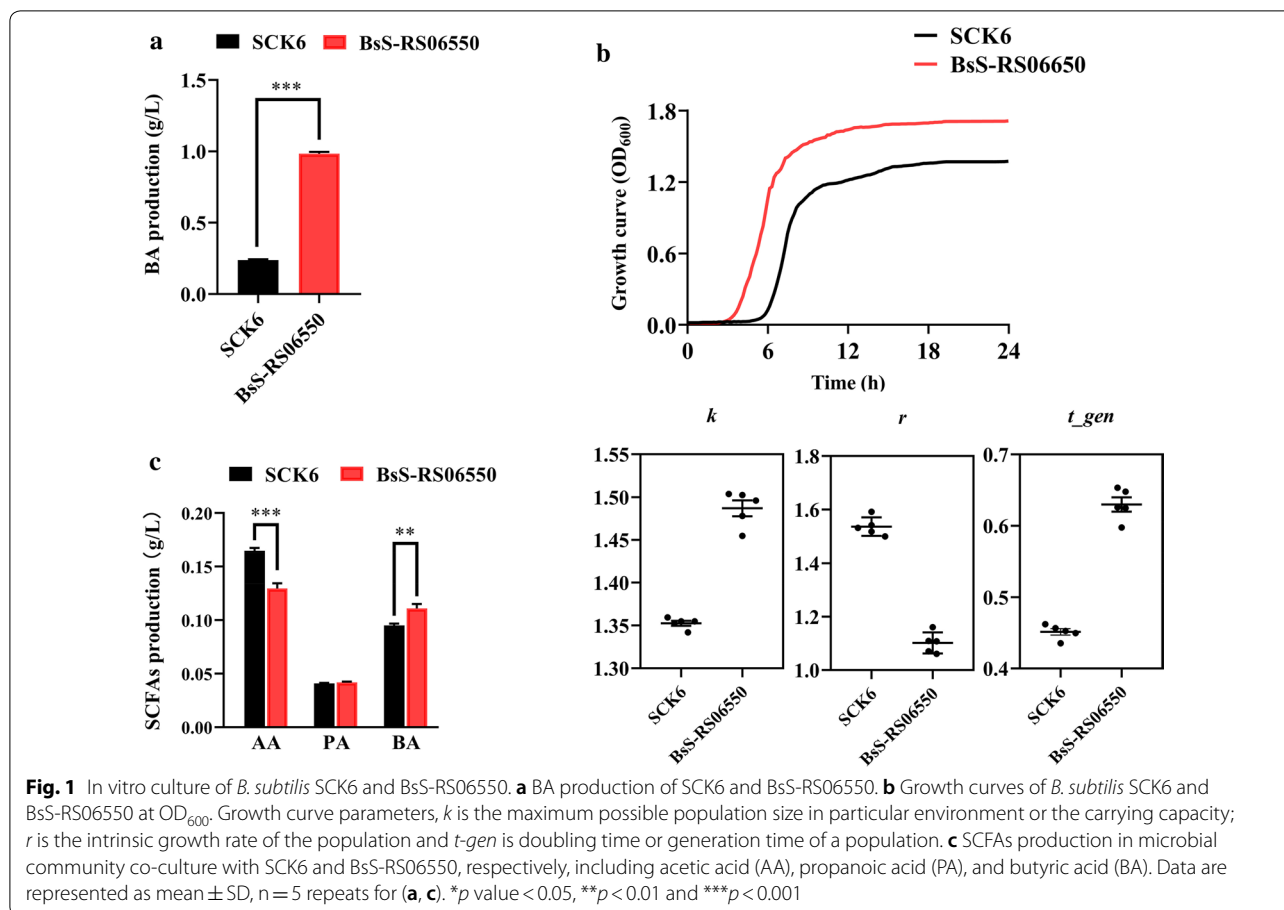 a
SCK6 BsS-RS06550
BA production (g/L)
1.5
1.0
0.5
0.0
***
SCK6
BsS-RS06550
b
SCK6
BsS-RS06650
Growth curve (OD600)
1.8
1.2
0.6
0.0
0 6 12 18 24
Time (h)
k
1.55
1.50
1.45
1.40
1.35
1.30
SCK6
BsS-RS06550
r
1.8
1.6
1.4
1.2
1.0
SCK6
BsS-RS06550
t_gen
0.7
0.6
0.5
0.4
SCK6
BsS-RS06550
c
SCK6 BsS-RS06550
SCFAs production (g/L)
0.20
0.15
0.10
0.05
0.00
***
**
AA PA BA
Fig. 1 In vitro culture of B. subtilis SCK6 and BsS-RS06550. a BA production of SCK6 and BsS-RS06550. b Growth curves of B. subtilis SCK6 and
BsS-RS06550 at OD600. Growth curve parameters, k is the maximum possible population size in particular environment or the carrying capacity;
r is the intrinsic growth rate of the population and t-gen is doubling time or generation time of a population. c SCFAs production in microbial
community co-culture with SCK6 and BsS-RS06550, respectively, including acetic acid (AA), propanoic acid (PA), and butyric acid (BA). Data are
represented as mean ± SD, n = 5 repeats for (a, c). *p value < 0.05, **p < 0.01 and ***p < 0.001